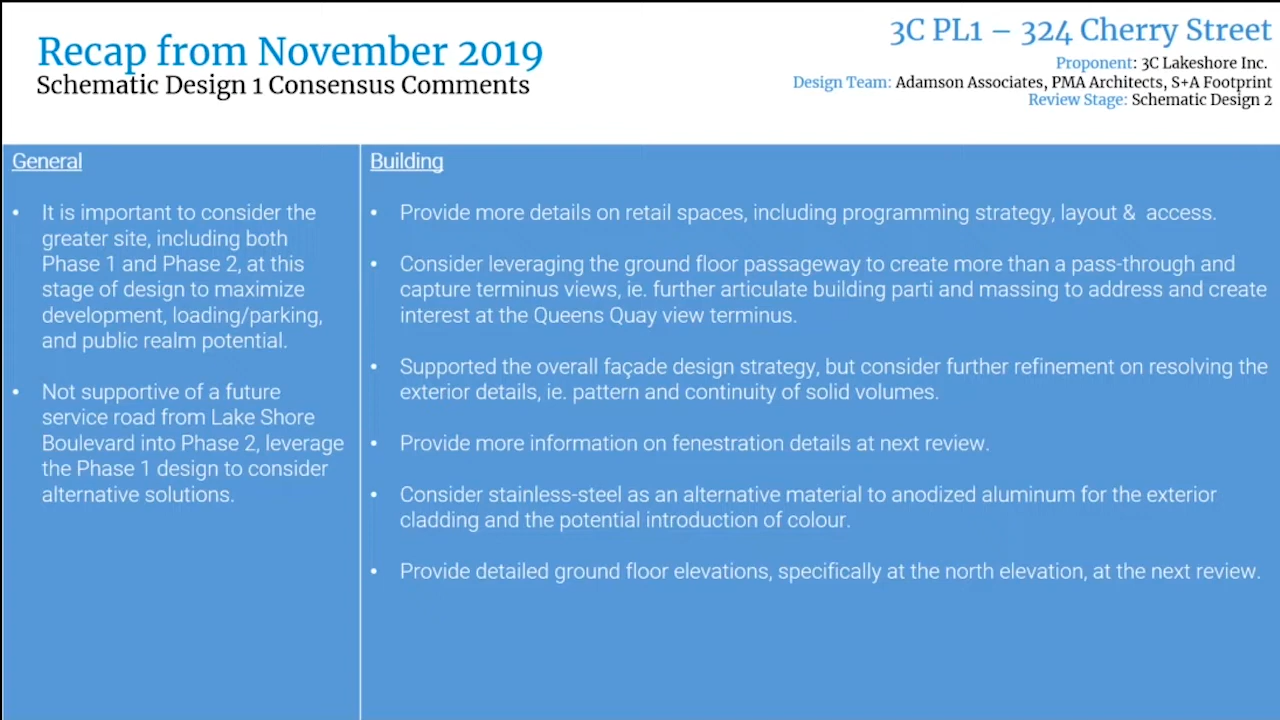 Recap from November 2019
Schematic Design 1 Consensus Comments
3C PL1 – 324 Cherry Street
Proponent: 3C Lakeshore Inc.
Design Team: Adamson Associates, PMA Architects, S+A Footprint
Review Stage: Schematic Design 2
General
• It is important to consider the
greater site, including both
Phase 1 and Phase 2, at this
stage of design to maximize
development, loading/parking,
and public realm potential.
• Not supportive of a future
service road from Lake Shore
Boulevard into Phase 2, leverage
the Phase 1 design to consider
alternative solutions.
Building
• Provide more details on retail spaces, including programming strategy, layout & access.
• Consider leveraging the ground floor passageway to create more than a pass-through and
capture terminus views, ie. further articulate building parti and massing to address and create
interest at the Queens Quay view terminus.
• Supported the overall façade design strategy, but consider further refinement on resolving the
exterior details, ie. pattern and continuity of solid volumes.
• Provide more information on fenestration details at next review.
• Consider stainless-steel as an alternative material to anodized aluminum for the exterior
cladding and the potential introduction of colour.
• Provide detailed ground floor elevations, specifically at the north elevation, at the next review.